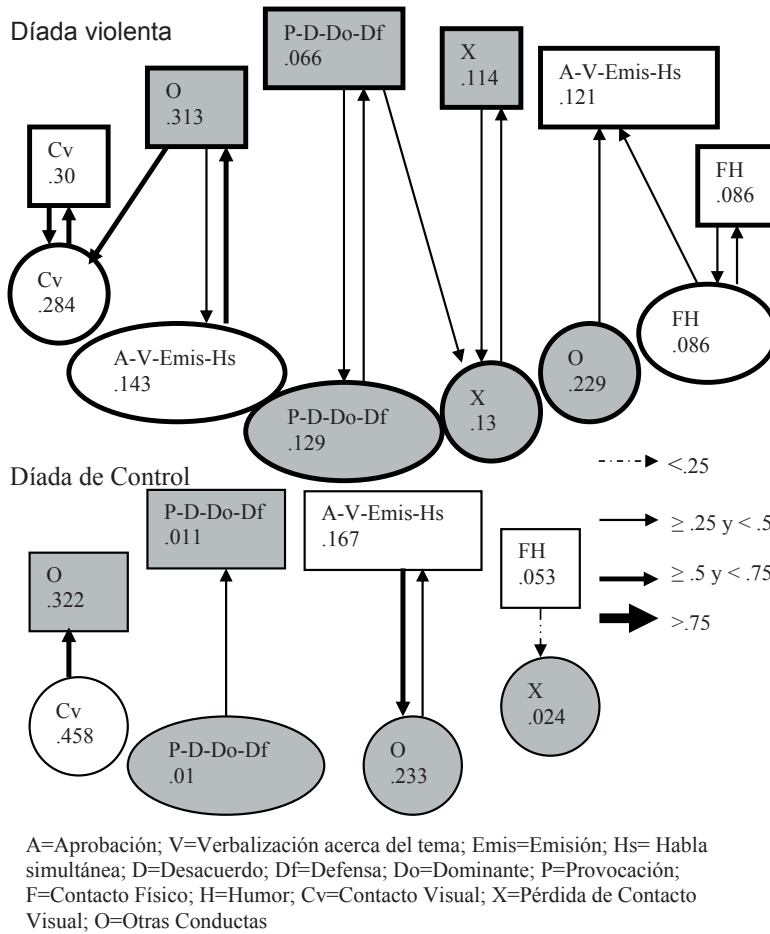 Díada violenta
P-D-Do-Df
.066
X
.114
A-V-Emis-Hs
.121
O
.313
Cv
.30
FH
.086
Cv
.284
A-V-Emis-Hs
.143
P-D-Do-Df
.129
X
.13
O
.229
FH
.086
Díada de Control
<.25
≥ .25 y < .5
≥ .5 y < .75
>.75
P-D-Do-Df
.011
A-V-Emis-Hs
.167
FH
.053
O
.322
Cv
.458
P-D-Do-Df
.01
O
.233
X
.024
A=Aprobación; V=Verbalización acerca del tema; Emis=Emisión; Hs= Habla
simultánea; D=Desacuerdo; Df=Defensa; Do=Dominante; P=Provocación;
F=Contacto Físico; H=Humor; Cv=Contacto Visual; X=Pérdida de Contacto
Visual; O=Otras Conductas